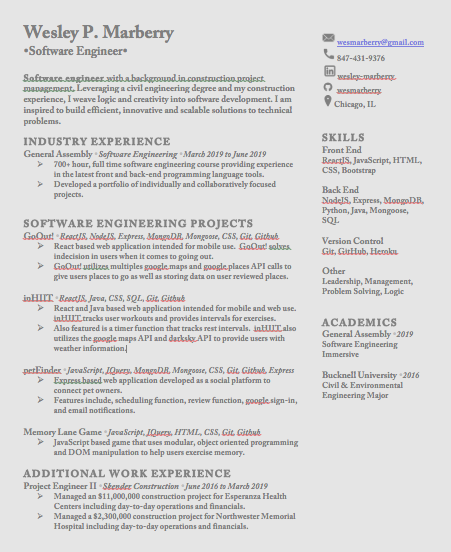 Wesley P. Marberry
•Software Engineer•
Software engineer with a background in construction project
management. Leveraging a civil engineering degree and my construction
experience, I weave logic and creativity into software development. I am
inspired to build efficient, innovative and scalable solutions to technical
problems.
INDUSTRY EXPERIENCE
General Assembly • Software Engineering • March 2019 to June 2019
➢ 700+ hour, full time software engineering course providing experience
in the latest front and back-end programming language tools.
➢ Developed a portfolio of individually and collaboratively focused
projects.
SOFTWARE ENGINEERING PROJECTS
GoOut! • ReactJS, NodeJS, Express, MongoDB, Mongoose, CSS, Git, Github
➢ React based web application intended for mobile use. GoOut! solves
indecision in users when it comes to going out.
➢ GoOut! utilizes multiples google maps and google places API calls to
give users places to go as well as storing data on user reviewed places.
inHIIT • ReactJS, Java, CSS, SQL, Git, Github
➢ React and Java based web application intended for mobile and web use.
inHIIT tracks user workouts and provides intervals for exercies.
➢ Also featured is a timer function that tracks rest intervals. inHIIT also
utilizes the google maps API and darksky API to provide users with
weather information
petFinder • JavaScript, JQuery, MongoDB, Mongoose, CSS, Git, Github, Express
➢ Express based web application developed as a social platform to
connect pet owners.
➢ Features include, scheduling function, review function, google sign-in,
and email notifications.
Memory Lane Game • JavaScript, JQuery, HTML, CSS, Git, Github
➢ JavaScript based game that uses modular, object oriented programming
and DOM manipulation to help users exercise memory.
ADDITIONAL WORK EXPERIENCE
Project Engineer II • Skender Construction • June 2016 to March 2019
➢ Managed an $11,000,000 construction project for Esperanza Health
Centers including day-to-day operations and financials.
➢ Managed a $2,300,000 construction project for Northwester Memorial
Hospital including day-to-day operations and financials.
wesmarberry@gmail.com
847-431-9376
wesley-marberry
wesmarberry
Chicago, IL
SKILLS
Front End
ReactJS, JavaScript, HTML,
CSS, Bootstrap
Back End
NodeJS, Express, MongoDB,
Python, Java, Mongoose,
SQL
Version Control
Git, GitHub, Heroku
Other
Leadership, Management,
Problem Solving, Logic
ACADEMICS
General Assembly •2019
Software Engineering
Immersive
Bucknell University •2016
Civil & Environmental
Engineering Major